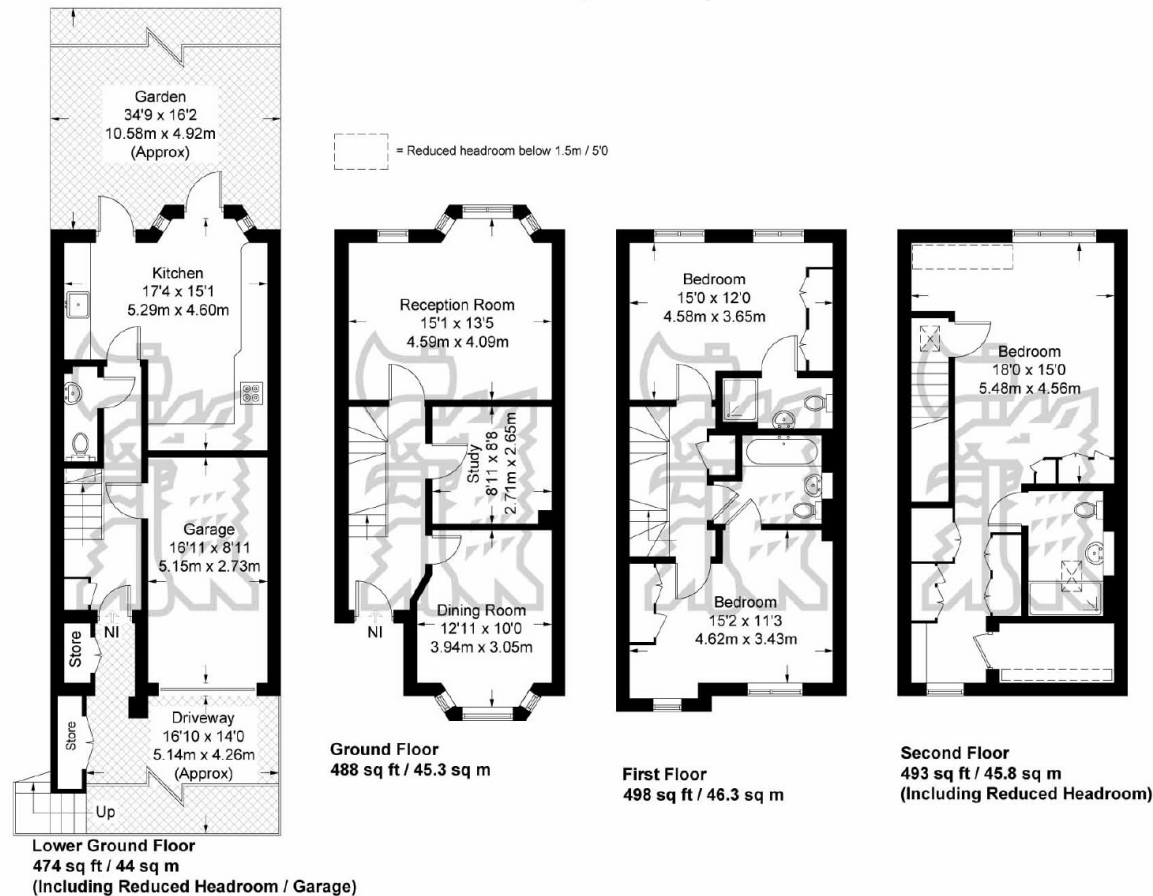 Garden
34'9 x 16'2
10.58m x 4.92m
(Approx)
= Reduced headroom below 1.5m / 5'0
Kitchen
17'4 x 15'1
5.29m x 4.60m
Garage
16'11 x 8'11
5.15m x 2.73m
NI
Store
Store
Driveway
16'10 x 14'0
5.14m x 4.26m
(Approx)
Up
Lower Ground Floor
474 sq ft / 44 sq m
(Including Reduced Headroom / Garage)
Reception Room
15'1 x 13'5
4.59m x 4.09m
Study
8'11 x 8'8
2.71m x 2.65m
NI
Dining Room
12'11 x 10'0
3.94m x 3.05m
Ground Floor
488 sq ft / 45.3 sq m
Bedroom
15'0 x 12'0
4.58m x 3.65m
Bedroom
15'2 x 11'3
4.62m x 3.43m
First Floor
498 sq ft / 46.3 sq m
Bedroom
18'0 x 15'0
5.48m x 4.56m
Second Floor
493 sq ft / 45.8 sq m
(Including Reduced Headroom)